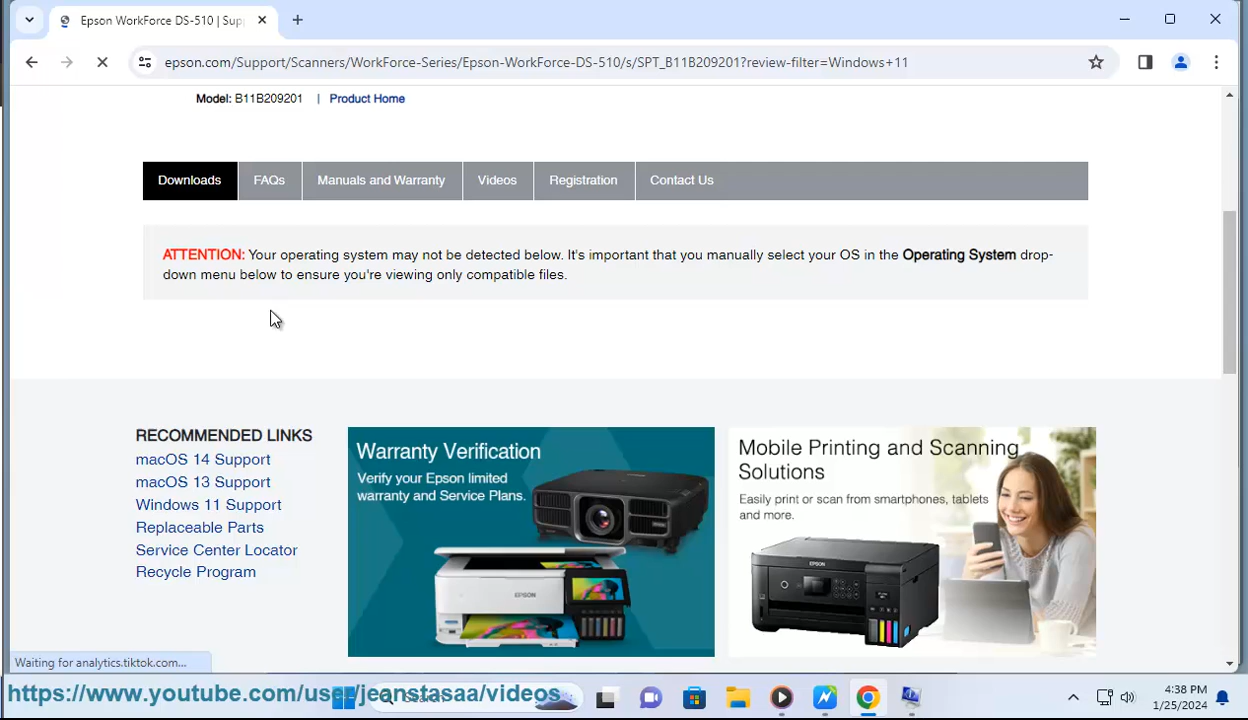 Epson WorkForce DS-510 | Sup
epson.com/Support/Scanners/WorkForce-Series/Epson-WorkForce-DS-510/s/SPT_B11B209201?review-filter=Windows+11
Model: B11B209201 | Product Home
Downloads FAQs Manuals and Warranty Videos Registration Contact Us
ATTENTION: Your operating system may not be detected below. It's important that you manually select your OS in the Operating System drop-
down menu below to ensure you're viewing only compatible files.
RECOMMENDED LINKS
macOS 14 Support
macOS 13 Support
Windows 11 Support
Replaceable Parts
Service Center Locator
Recycle Program
Warranty Verification
Verify your Epson limited
warranty and Service Plans.
EPSON
Mobile Printing and Scanning
Solutions
Easily print or scan from smartphones, tablets
and more.
EPSON
Waiting for analytics.tiktok.com...
https://www.youtube.com/user/jeanstasaa/videos
Search
4:38 PM
1/25/2024